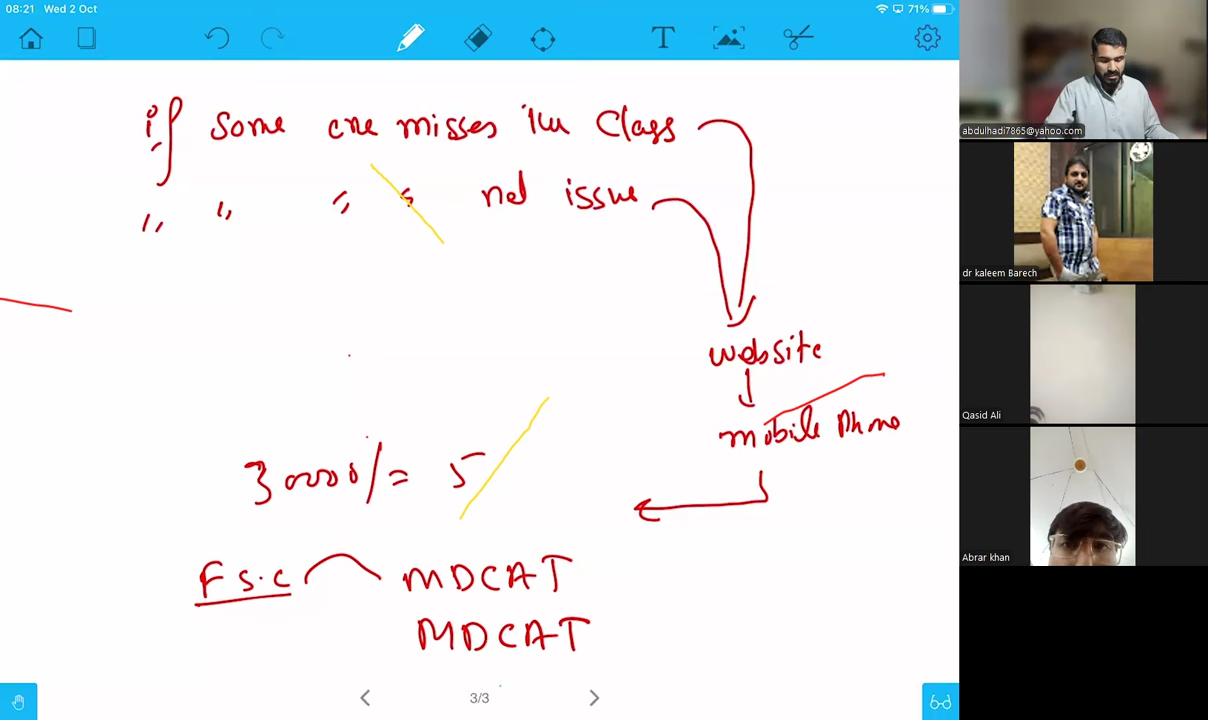 08:21 Wed 2 Oct 71%
T
if some one misses the class
" " " " net issue
website
mobile phone
30000/= 5
F S.C MDCAT
MDCAT
3/3
abdulhadi7865@yahoo.com
dr kaleem Barech
Qasid Ali
Abrar khan